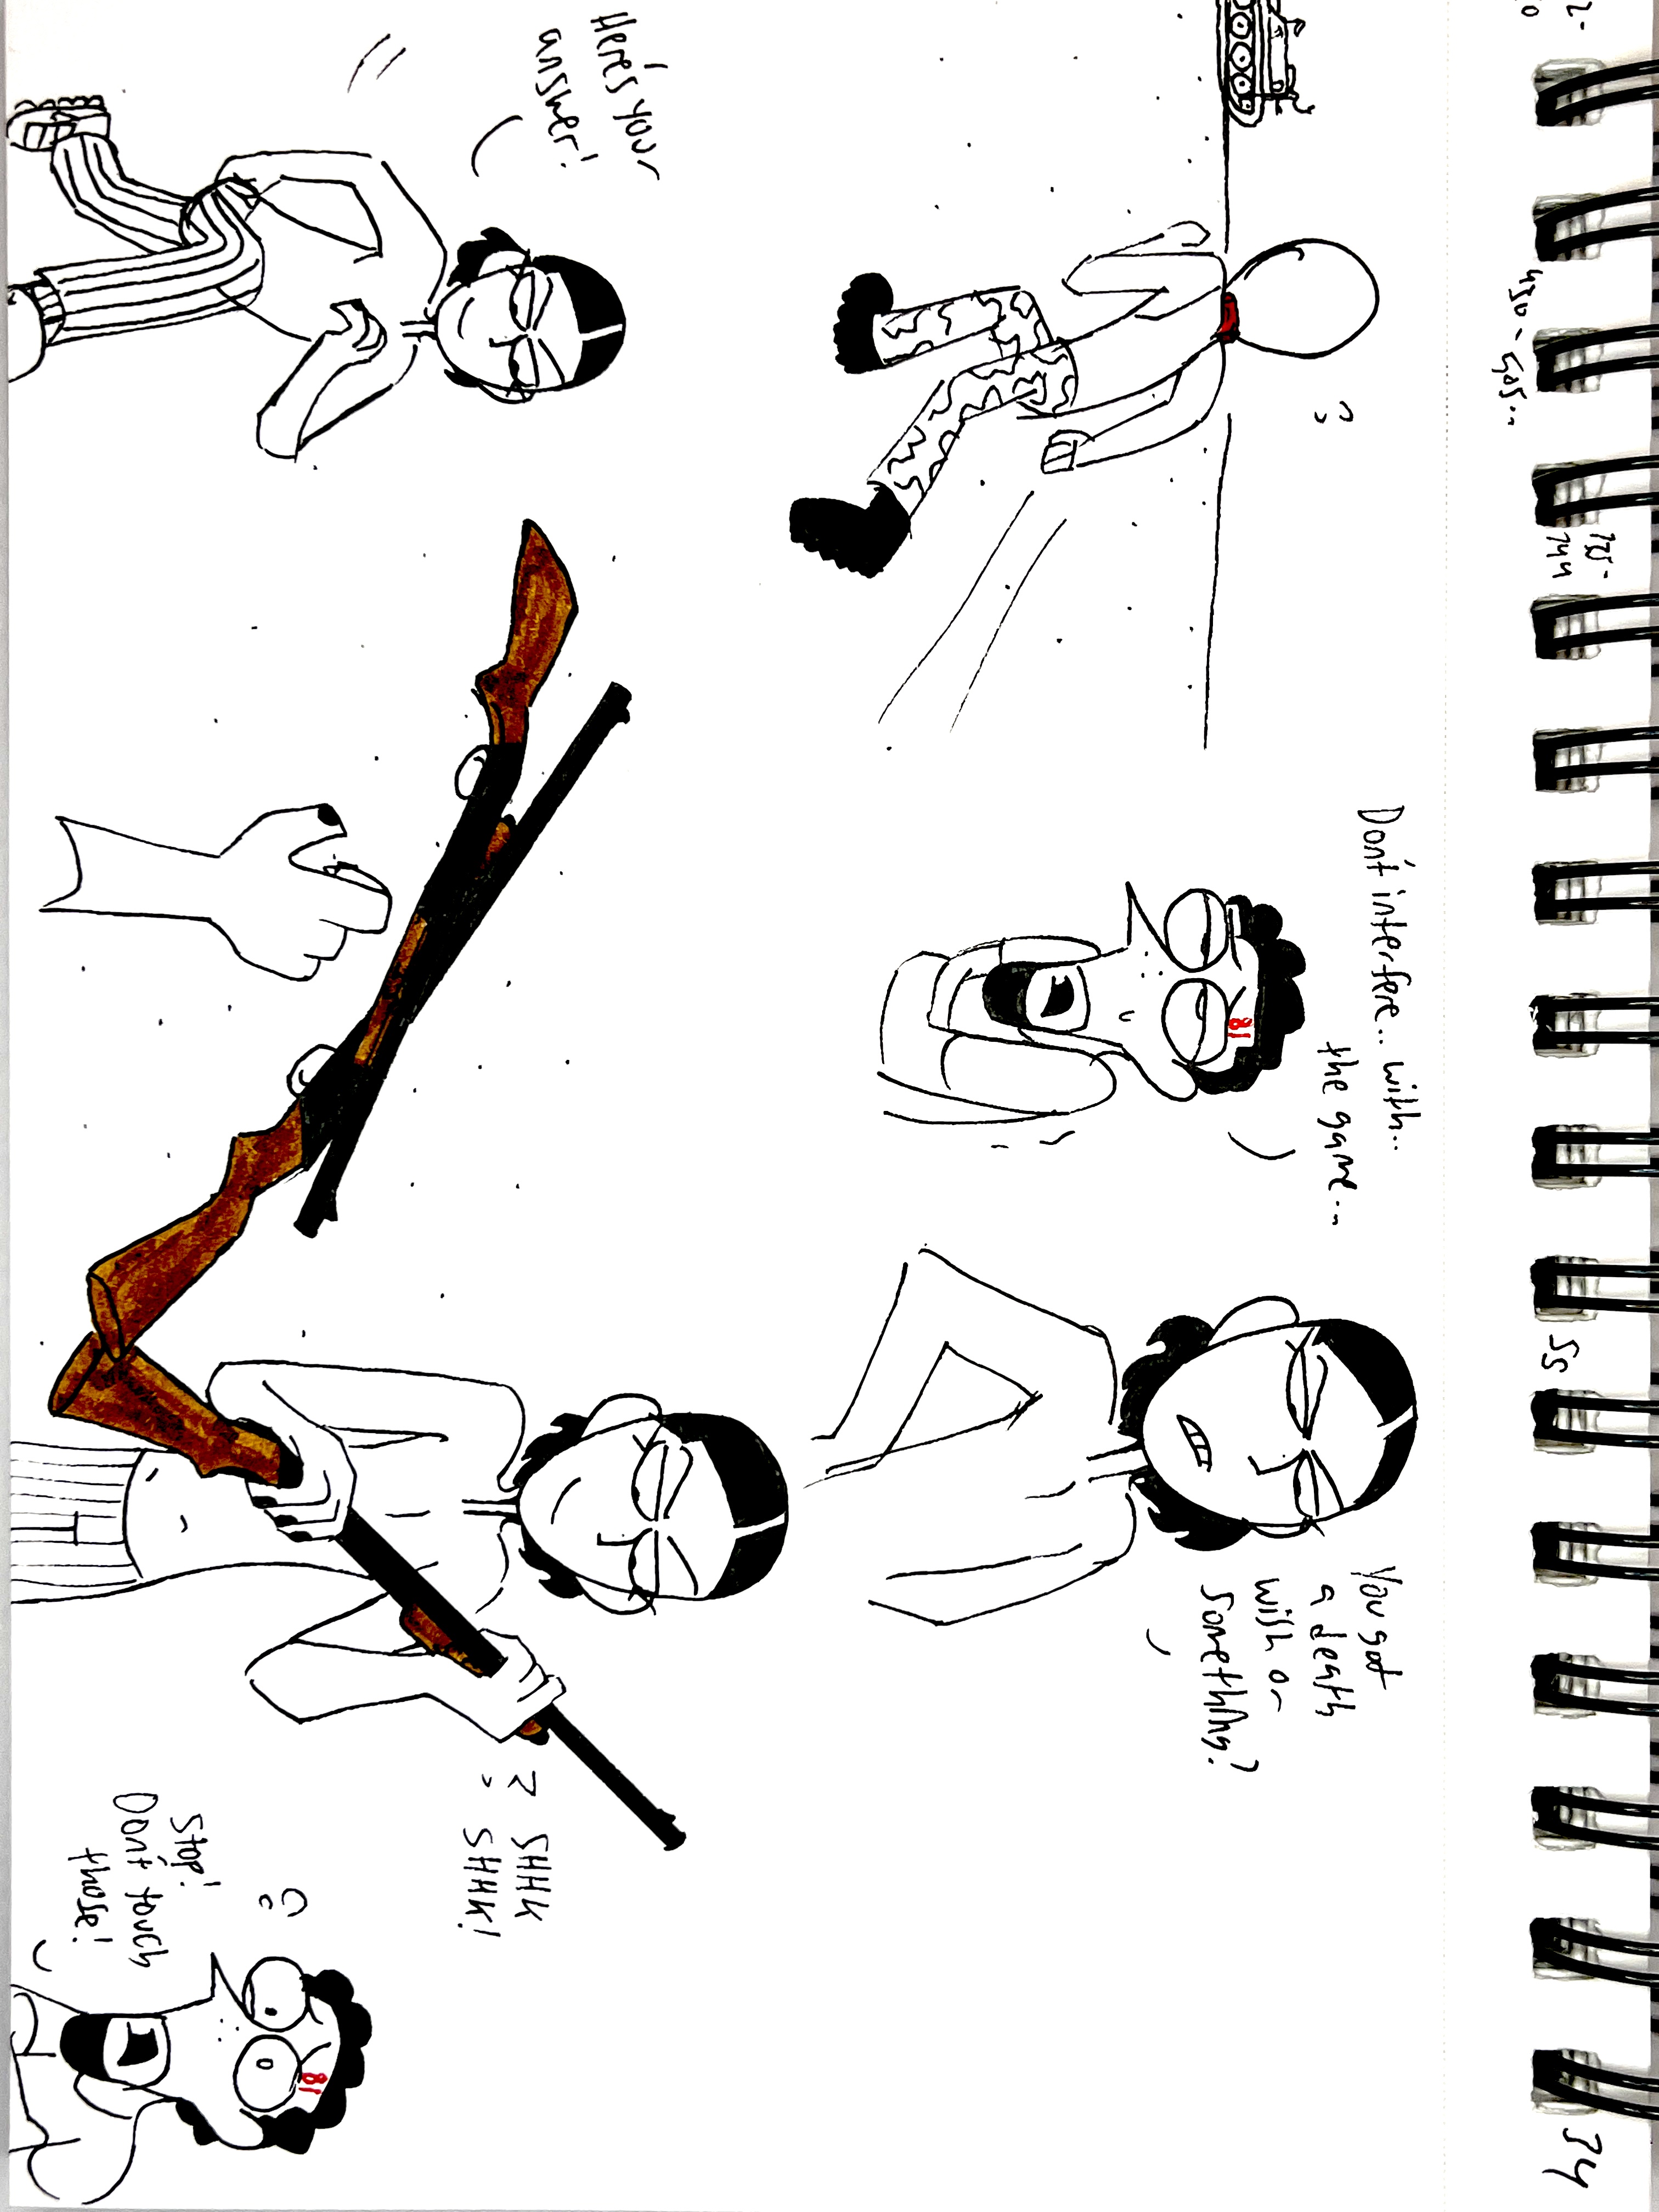 2-
0
430 - 505..
725-
744
55
34
Don't interfere.. with..
the game...
81
You got
a death
wish or
something?
Here's your
answer!
SHHK
SHHK!
81
Stop!
Don't touch
those!